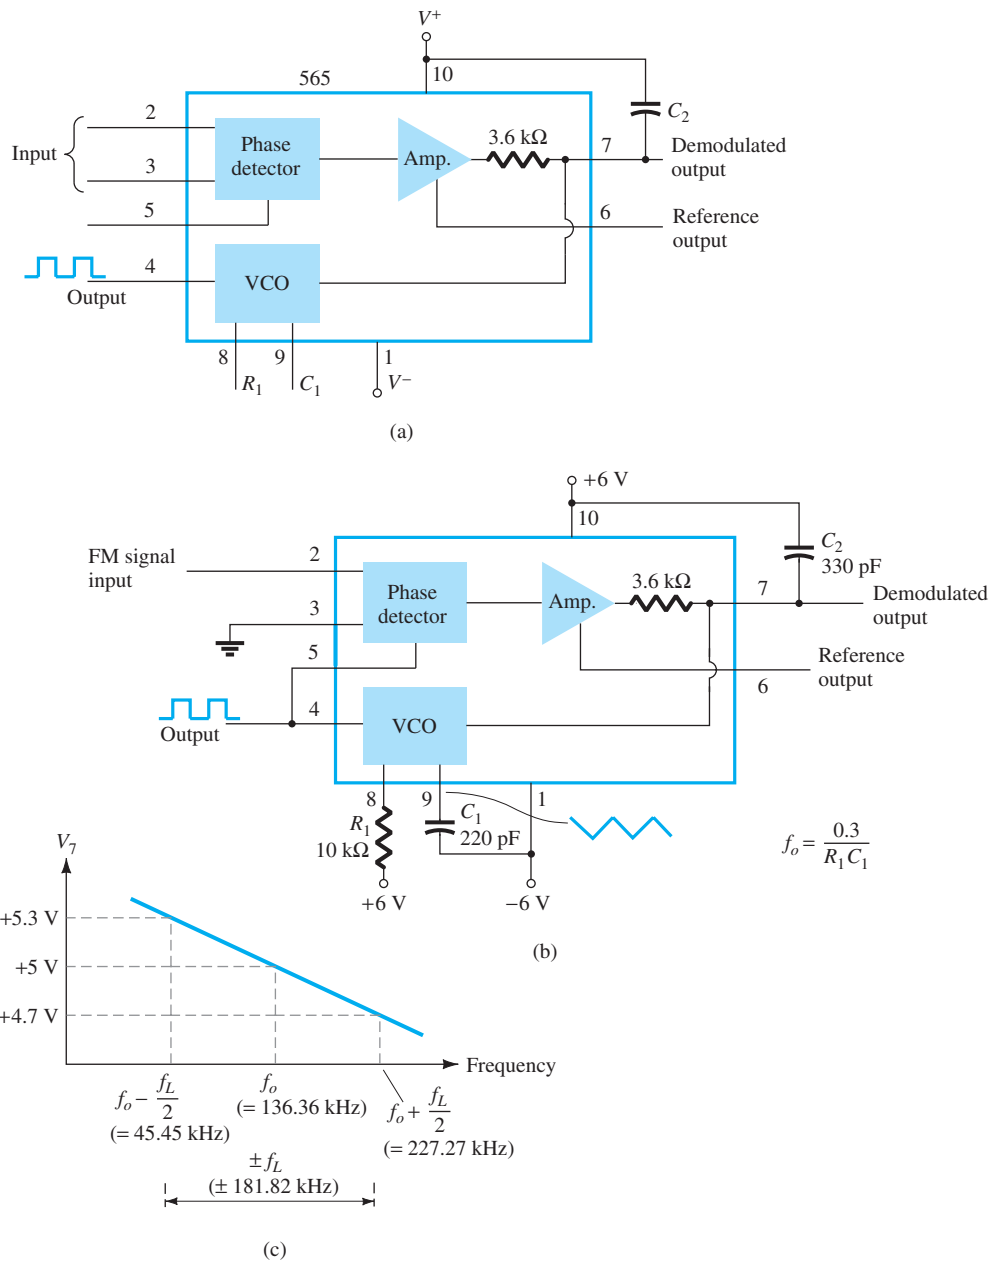 V+
10
565
2
Input
3
5
4
Output
Phase
detector
Amp.
3.6 kΩ
7
C2
Demodulated
output
6
Reference
output
VCO
8
R1
9
C1
1
V−
(a)
+6 V
10
FM signal
input
2
3
5
4
Output
Phase
detector
Amp.
3.6 kΩ
7
C2
330 pF
Demodulated
output
6
Reference
output
VCO
8
R1
10 kΩ
+6 V
9
C1
220 pF
1
−6 V
fo = 0.3 / R1C1
(b)
V7
+5.3 V
+5 V
+4.7 V
Frequency
fo − fL / 2
(= 45.45 kHz)
fo
(= 136.36 kHz)
fo + fL / 2
(= 227.27 kHz)
± fL
(± 181.82 kHz)
(c)